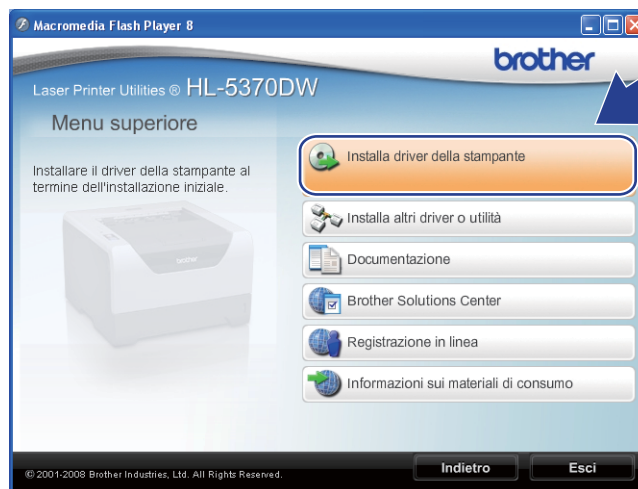 Macromedia Flash Player 8
brother
Laser Printer Utilities ® HL-5370DW
Menu superiore
Installare il driver della stampante al
termine dell'installazione iniziale.
brother
Installa driver della stampante
Installa altri driver o utilità
Documentazione
Brother Solutions Center
Registrazione in linea
Informazioni sui materiali di consumo
Indietro
Esci
© 2001-2008 Brother Industries, Ltd. All Rights Reserved.